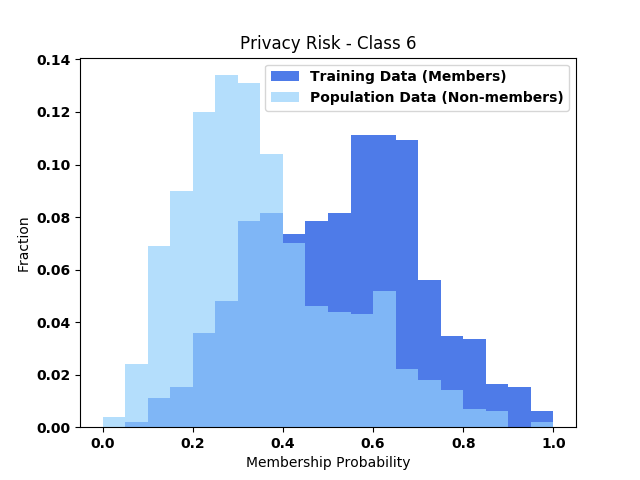 Privacy Risk - Class 6
Training Data (Members)
Population Data (Non-members)
0.14
0.12
0.10
0.08
0.06
0.04
0.02
0.00
Fraction
0.0 0.2 0.4 0.6 0.8 1.0
Membership Probability